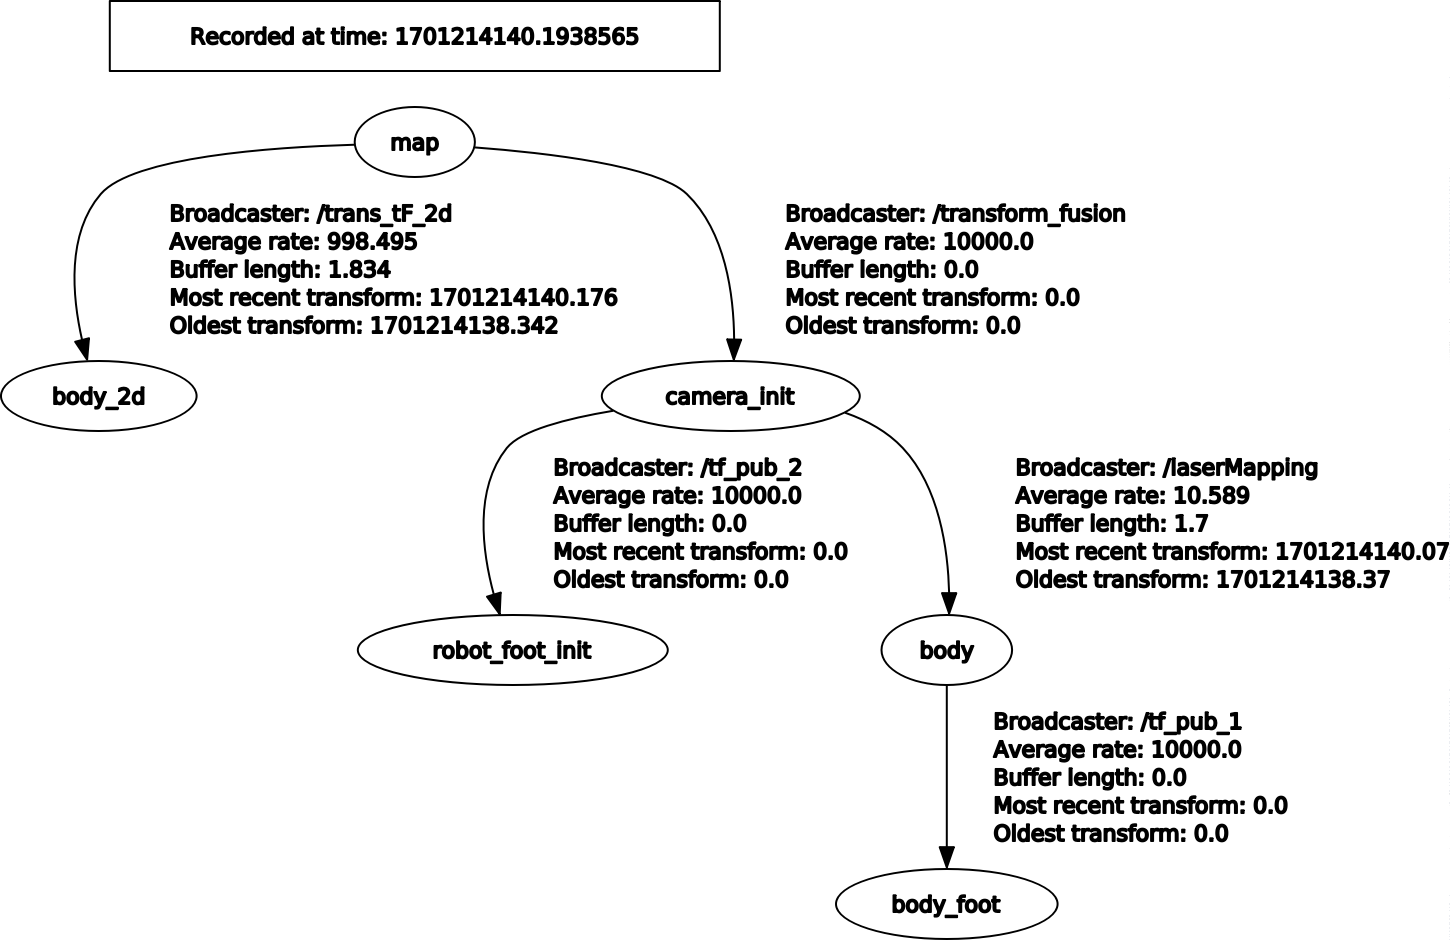 Recorded at time: 1701214140.1938565
map
Broadcaster: /trans_tF_2d
Average rate: 998.495
Buffer length: 1.834
Most recent transform: 1701214140.176
Oldest transform: 1701214138.342
Broadcaster: /transform_fusion
Average rate: 10000.0
Buffer length: 0.0
Most recent transform: 0.0
Oldest transform: 0.0
body_2d
camera_init
Broadcaster: /tf_pub_2
Average rate: 10000.0
Buffer length: 0.0
Most recent transform: 0.0
Oldest transform: 0.0
Broadcaster: /laserMapping
Average rate: 10.589
Buffer length: 1.7
Most recent transform: 1701214140.07
Oldest transform: 1701214138.37
robot_foot_init
body
Broadcaster: /tf_pub_1
Average rate: 10000.0
Buffer length: 0.0
Most recent transform: 0.0
Oldest transform: 0.0
body_foot